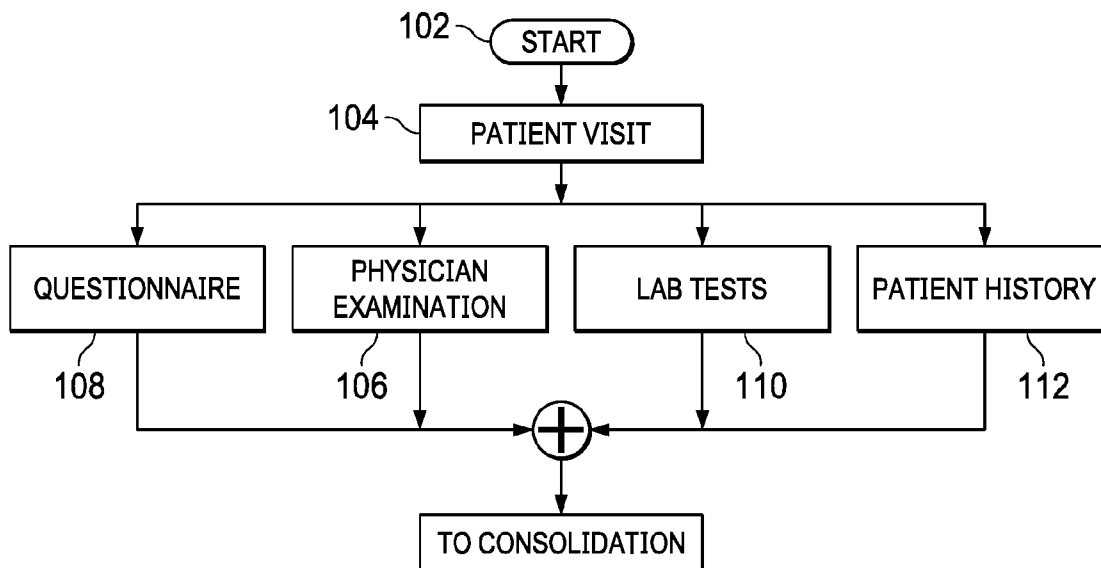 102
START
104
PATIENT VISIT
QUESTIONNAIRE
PHYSICIAN
EXAMINATION
LAB TESTS
PATIENT HISTORY
108
106
110
112
TO CONSOLIDATION